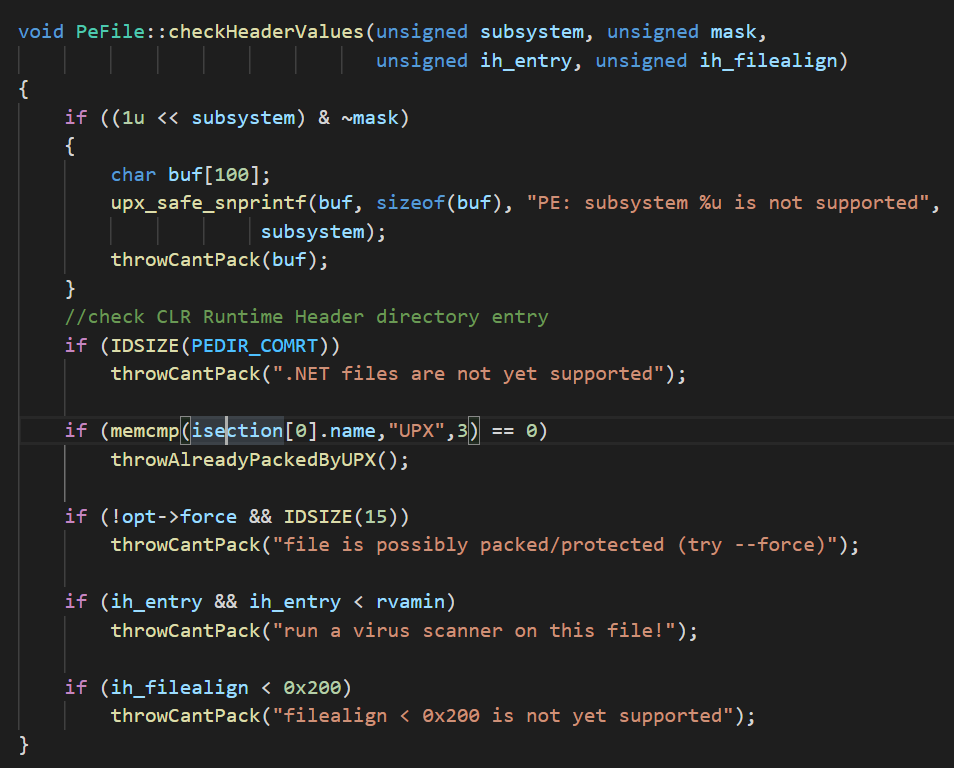 void PeFile::checkHeaderValues(unsigned subsystem, unsigned mask,
                               unsigned ih_entry, unsigned ih_filealign)
{
    if ((1u << subsystem) & ~mask)
    {
        char buf[100];
        upx_safe_snprintf(buf, sizeof(buf), "PE: subsystem %u is not supported",
                     subsystem);
        throwCantPack(buf);
    }
    //check CLR Runtime Header directory entry
    if (IDSIZE(PEDIR_COMRT))
        throwCantPack(".NET files are not yet supported");

    if (memcmp(isection[0].name,"UPX",3) == 0)
        throwAlreadyPackedByUPX();

    if (!opt->force && IDSIZE(15))
        throwCantPack("file is possibly packed/protected (try --force)");

    if (ih_entry && ih_entry < rvamin)
        throwCantPack("run a virus scanner on this file!");

    if (ih_filealign < 0x200)
        throwCantPack("filealign < 0x200 is not yet supported");
}